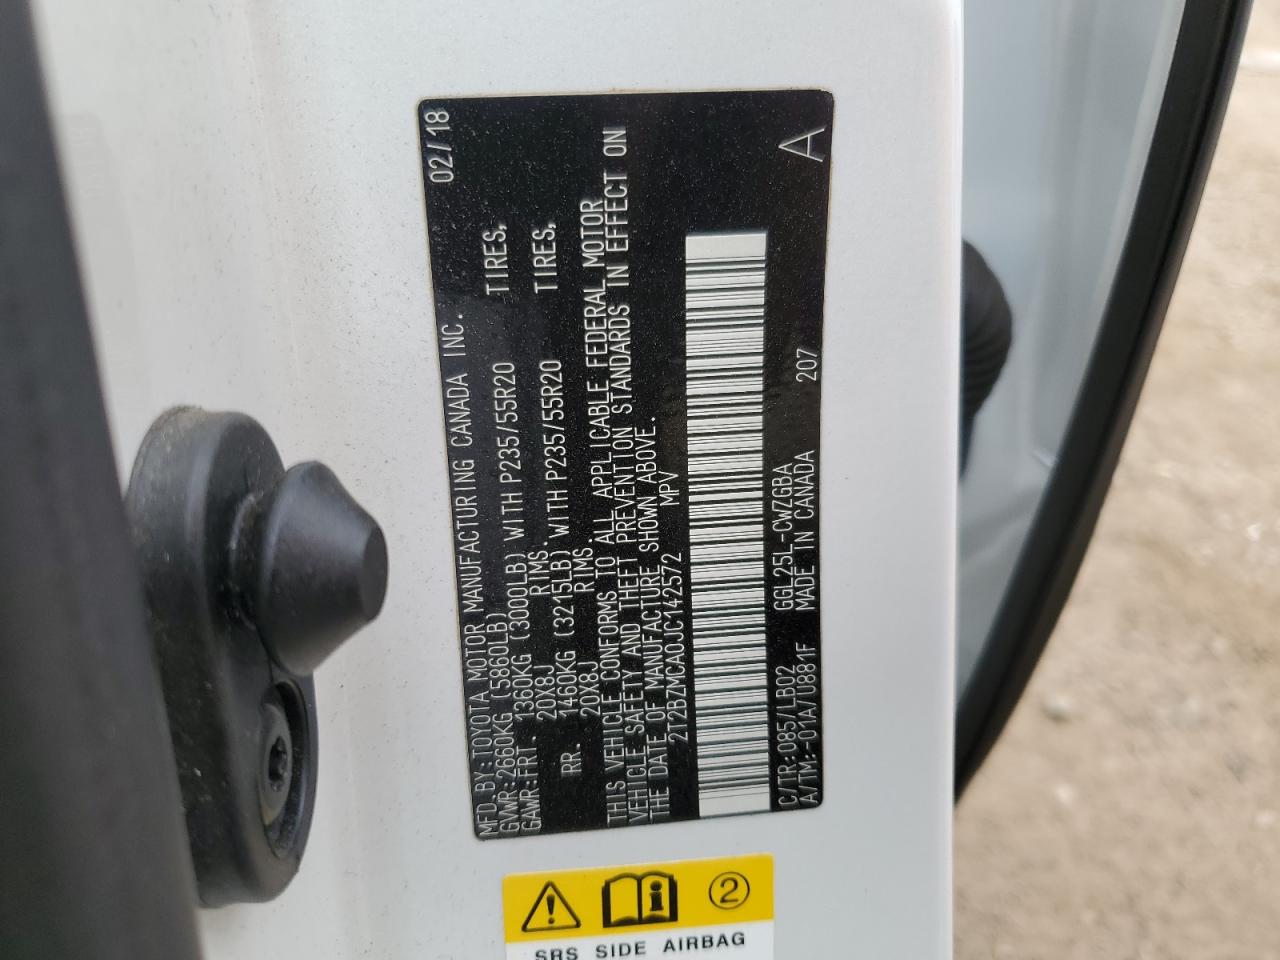 MFD.BY:TOYOTA MOTOR MANUFACTURING CANADA INC. 02/18
GVWR:2660KG (5860LB)
GAWR:FRT. 1360KG (3000LB) WITH P235/55R20 TIRES,
20X8J RIMS.
RR. 1460KG (3215LB) WITH P235/55R20 TIRES,
20X8J RIMS
THIS VEHICLE CONFORMS TO ALL APPLICABLE FEDERAL MOTOR
VEHICLE SAFETY AND THEFT PREVENTION STANDARDS IN EFFECT ON
THE DATE OF MANUFACTURE SHOWN ABOVE.
2T2BZMCA0JC142572 MPV
A
C/TR:085/LB02 GGL25L-CWZGBA
A/TM:-01A/U881F MADE IN CANADA 207
2
SRS SIDE AIRBAG